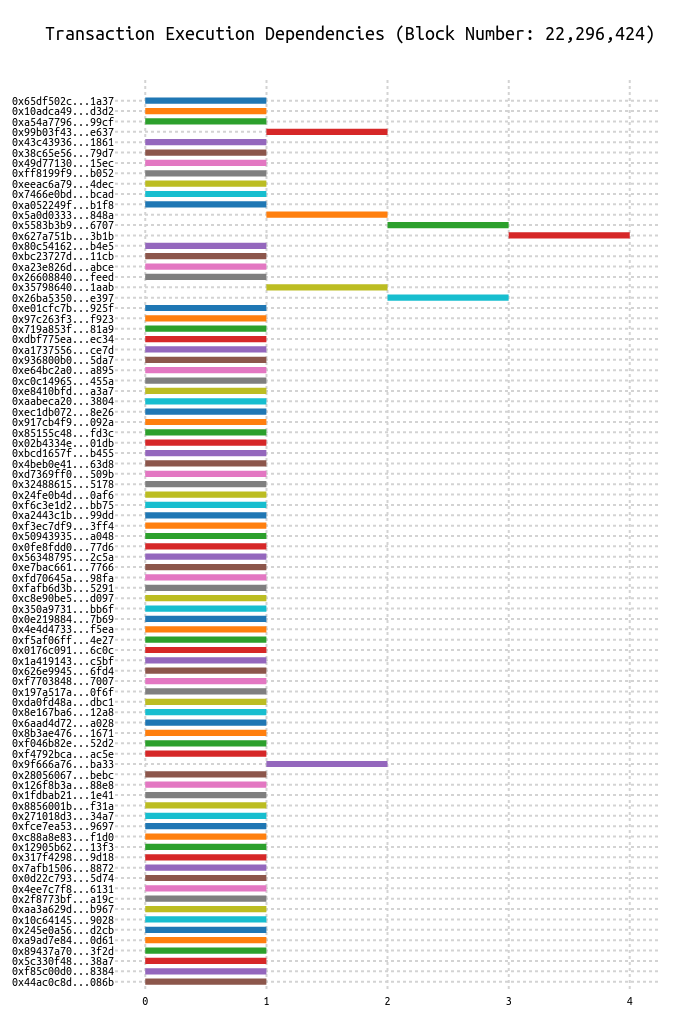 Transaction Execution Dependencies (Block Number: 22,296,424)
0x65df502c...1a37
0x10adca49...d3d2
0xa54a7796...99cf
0x99b03f43...e637
0x43c43936...1861
0x38c65e56...79d7
0x49d77130...15ec
0xff8199f9...b052
0xeeac6a79...4dec
0x7466e0bd...bcad
0xa052249f...b1f8
0x5a0d0333...848a
0x5583b3b9...6707
0x627a751b...3b1b
0x80c54162...b4e5
0xbc23727d...11cb
0xa23e826d...abce
0x26608840...feed
0x35798640...1aab
0x26ba5350...e397
0xe01cfc7b...925f
0x97c263f3...f923
0x719a853f...81a9
0xdbf775ea...ec34
0xa1737556...ce7d
0x936800b0...5da7
0xe64bc2a0...a895
0xc0c14965...455a
0xe8410bfd...a3a7
0xaabeca20...3804
0xec1db072...8e26
0x917cb4f9...092a
0x85155c48...fd3c
0x02b4334e...01db
0xbcd1657f...b455
0x4beb0e41...63d8
0xd7369ff0...509b
0x32488615...5178
0x24fe0b4d...0af6
0xf6c3e1d2...bb75
0xa2443c1b...99dd
0xf3ec7df9...3ff4
0x50943935...a048
0x0fe8fdd0...77d6
0x56348795...2c5a
0xe7bac661...7766
0xfd70645a...98fa
0xfafb6d3b...5291
0xc8e90be5...d097
0x350a9731...bb6f
0x0e219884...7b69
0x4e4d4733...f5ea
0xf5af06ff...4e27
0x0176c091...6c0c
0x1a419143...c5bf
0x626e9945...6fd4
0xf7703848...7007
0x197a517a...0f6f
0xda0fd48a...dbc1
0x8e167ba6...12a8
0x6aad4d72...a028
0x8b3ae476...1671
0xf046b82e...52d2
0xf4792bca...ac5e
0x9f666a76...ba33
0x28056067...bebc
0x126f8b3a...88e8
0x1fdbab21...1e41
0x8856001b...f31a
0x271018d3...34a7
0xfce7ea53...9697
0xc88a8e83...f1d0
0x12905b62...13f3
0x317f4298...9d18
0x7afb1506...8872
0x0d22c793...5d74
0x4ee7c7f8...6131
0x2f8773bf...a19c
0xaa3a629d...b967
0x10c64145...9028
0x245e0a56...d2cb
0xa9ad7e84...0d61
0x89437a70...3f2d
0x5c330f48...38a7
0xf85c00d0...8384
0x44ac0c8d...086b
0 1 2 3 4